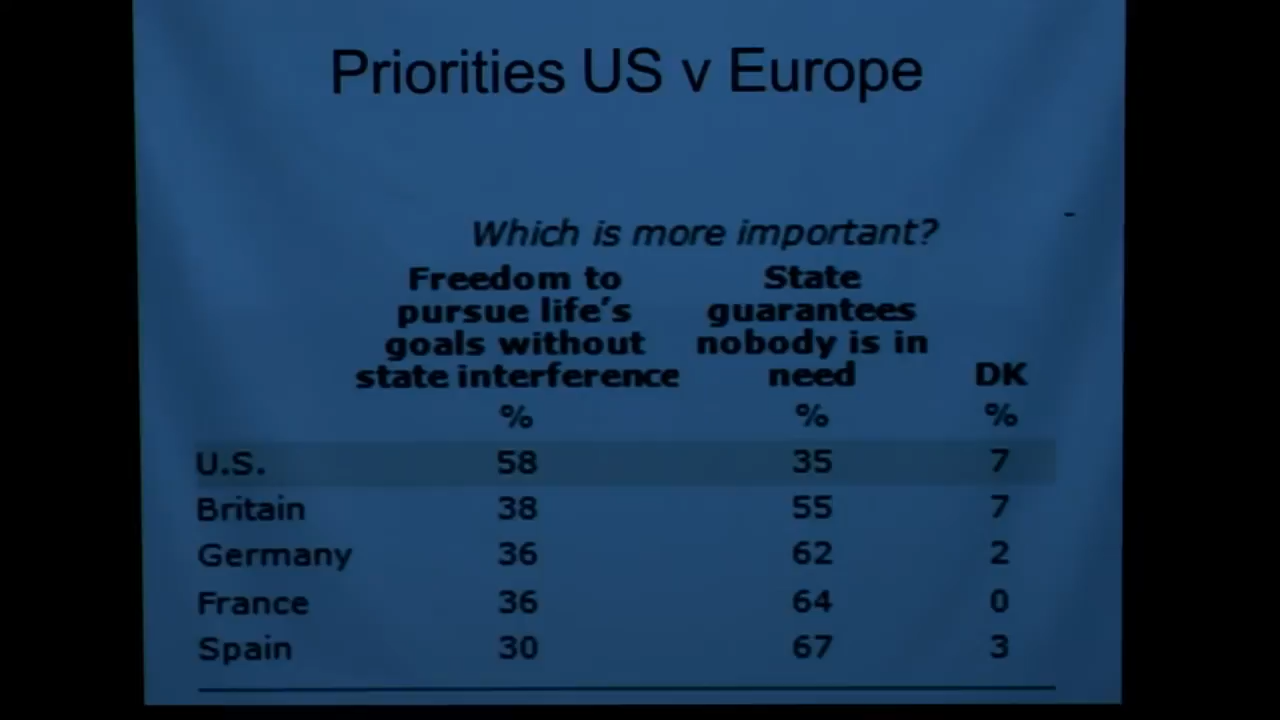 Priorities US v Europe
Which is more important?
Freedom to pursue life's goals without state interference State guarantees nobody is in need DK
% % %
U.S. 58 35 7
Britain 38 55 7
Germany 36 62 2
France 36 64 0
Spain 30 67 3